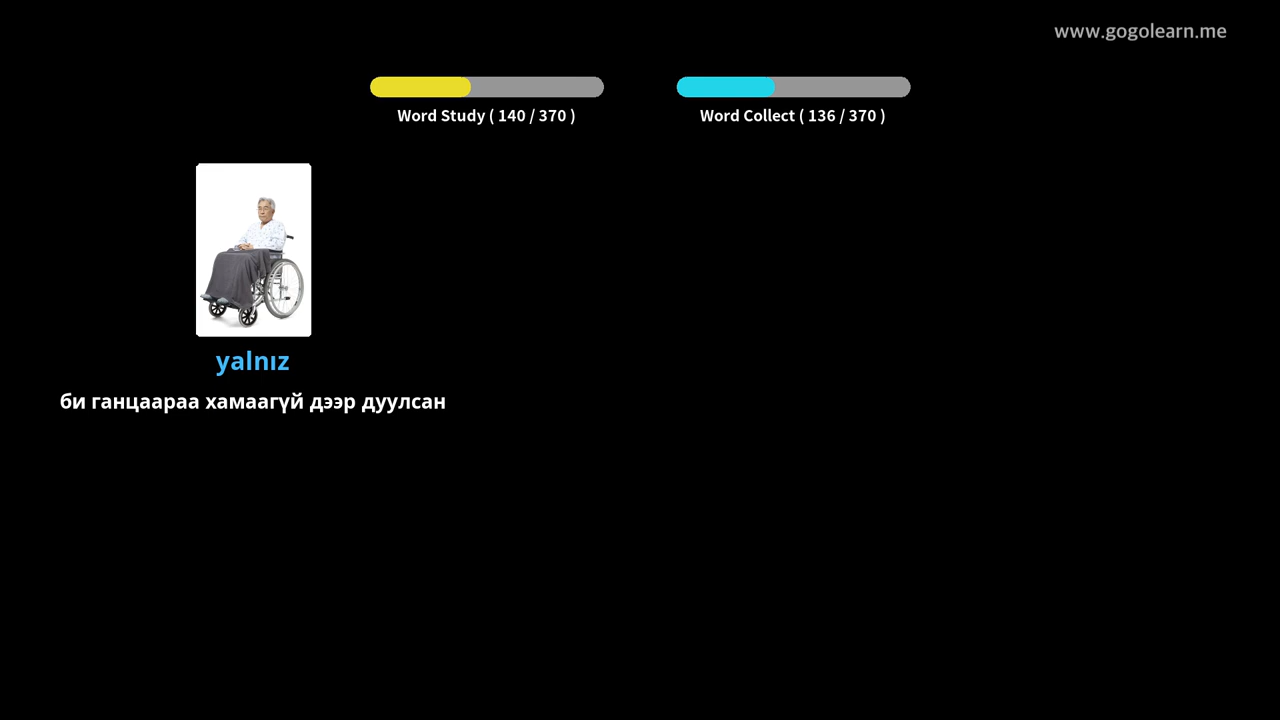 www.gogolearn.me
Word Study ( 140 / 370 )
Word Collect ( 136 / 370 )
yalnız
би ганцаараа хамаагүй дээр дуулсан